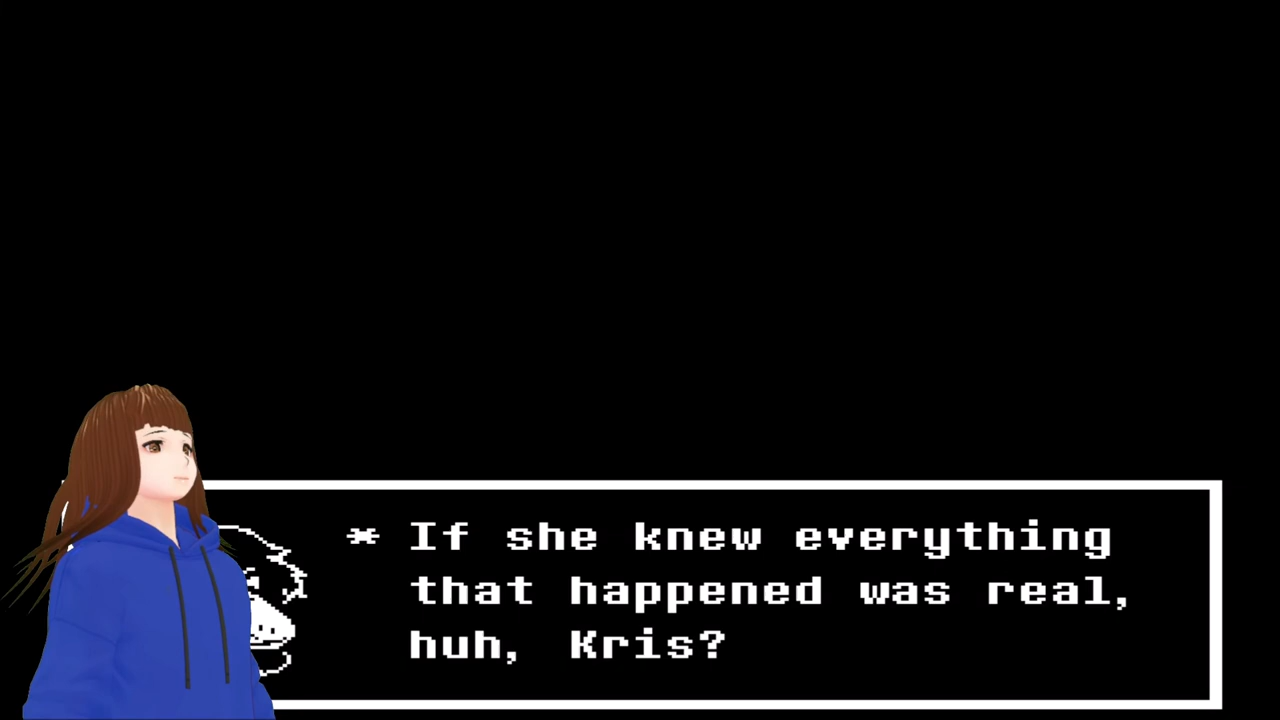 * If she knew everything
that happened was real,
huh, Kris?